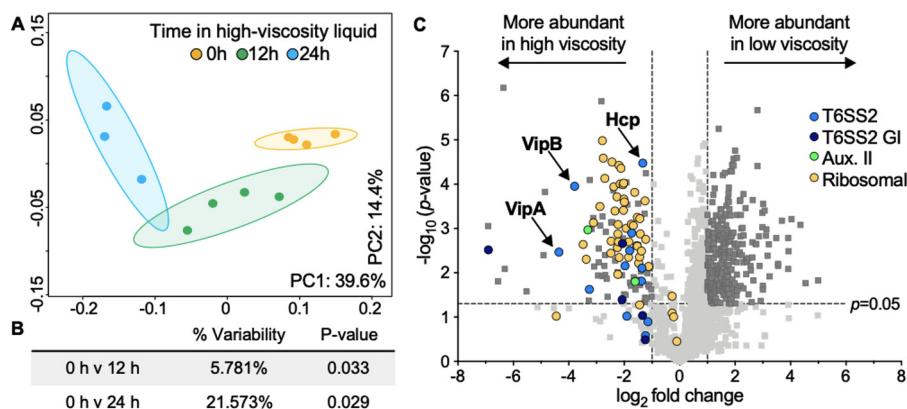 A
Time in high-viscosity liquid
0h 12h 24h
0.15
0.05
-0.05
-0.15
PC2: 14.4%
PC1: 39.6%
-0.2 -0.1 0 0.1 0.2
B
% Variability P-value
0 h v 12 h 5.781% 0.033
0 h v 24 h 21.573% 0.029
C
More abundant
in high viscosity
More abundant
in low viscosity
7
6
5
4
3
2
1
0
-log10 (p-value)
Hcp
VipB
VipA
T6SS2
T6SS2 GI
Aux. II
Ribosomal
p=0.05
-8 -6 -4 -2 0 2 4 6 8
log2 fold change